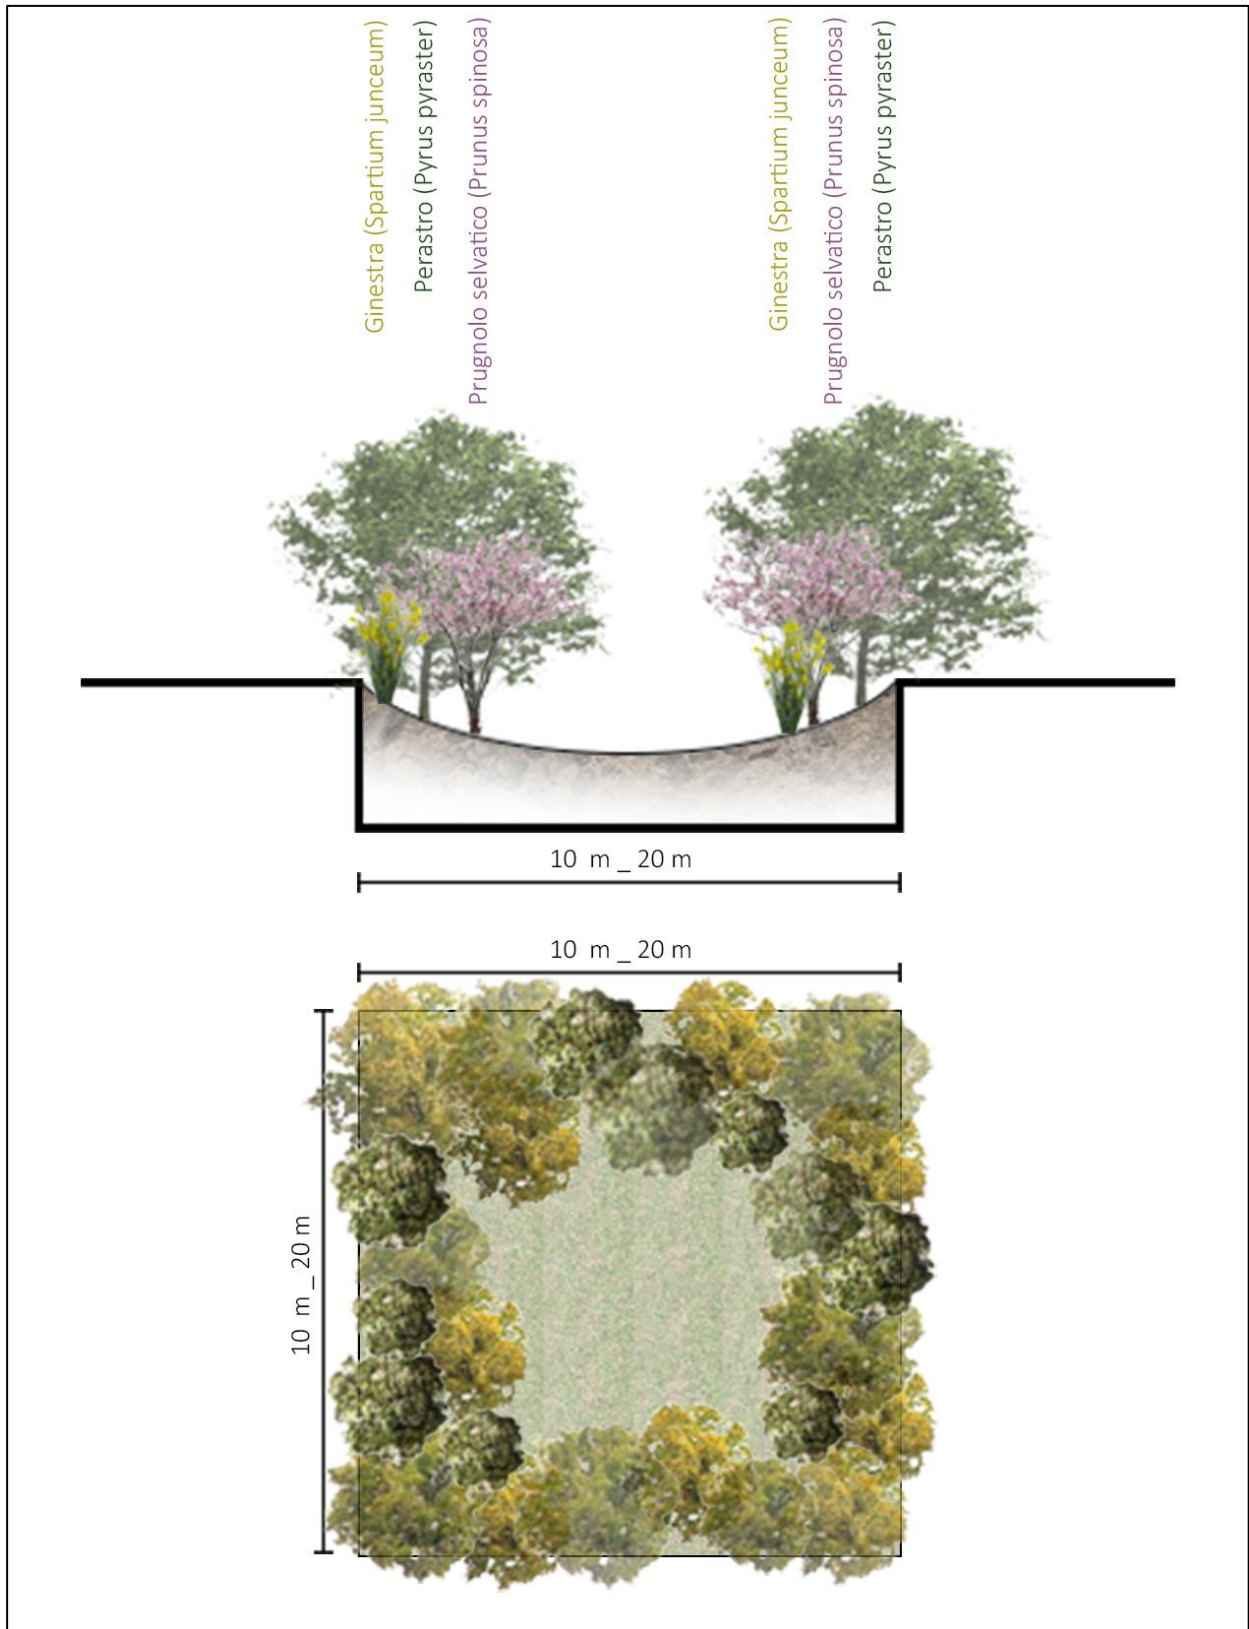 Ginestra (Spartium junceum)
Perastro (Pyrus pyraster)
Prugnolo selvatico (Prunus spinosa)
Ginestra (Spartium junceum)
Prugnolo selvatico (Prunus spinosa)
Perastro (Pyrus pyraster)
10 m _ 20 m
10 m _ 20 m
10 m _ 20 m